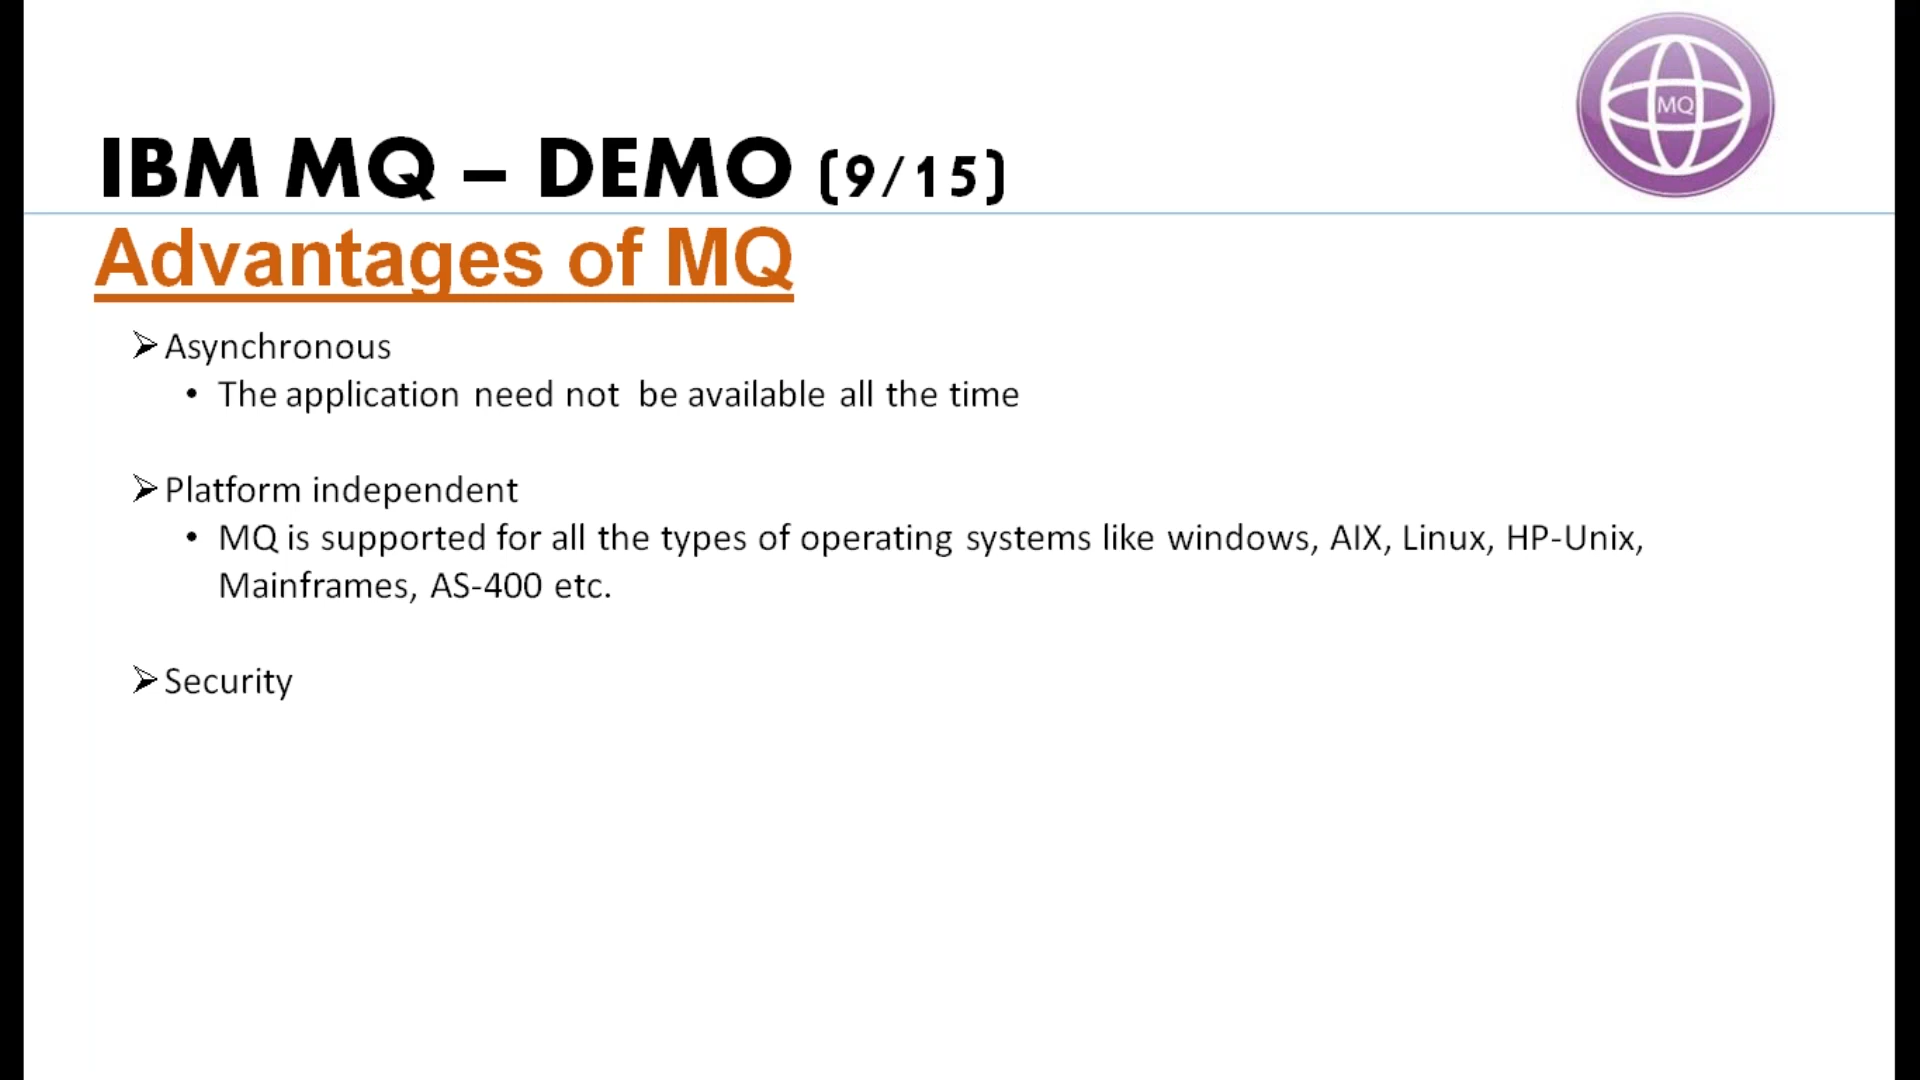 MQ
IBM MQ – DEMO (9/15)
Advantages of MQ
➢Asynchronous
• The application need not be available all the time
➢Platform independent
• MQ is supported for all the types of operating systems like windows, AIX, Linux, HP-Unix,
Mainframes, AS-400 etc.
➢Security